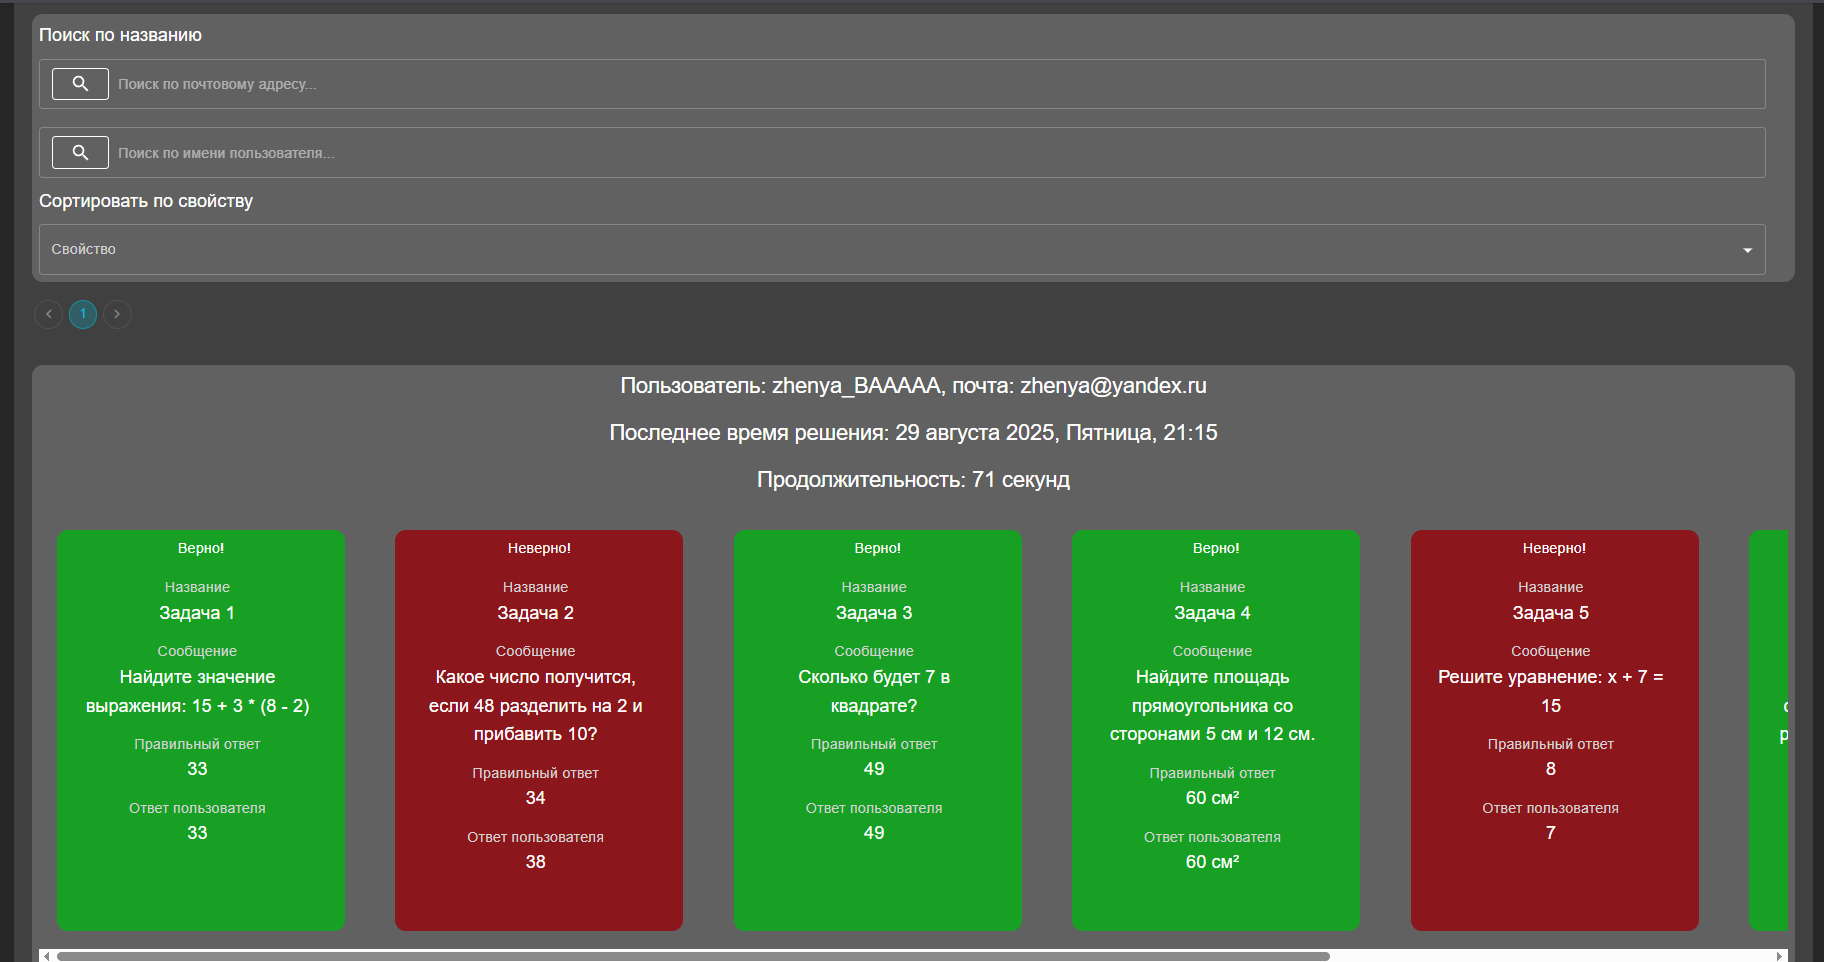 Поиск по названию
Поиск по почтовому адресу...
Поиск по имени пользователя...
Сортировать по свойству
Свойство
1
Пользователь: zhenya_BAAAAA, почта: zhenya@yandex.ru
Последнее время решения: 29 августа 2025, Пятница, 21:15
Продолжительность: 71 секунд
Верно!
Название
Задача 1
Сообщение
Найдите значение
выражения: 15 + 3 * (8 - 2)
Правильный ответ
33
Ответ пользователя
33
Неверно!
Название
Задача 2
Сообщение
Какое число получится,
если 48 разделить на 2 и
прибавить 10?
Правильный ответ
34
Ответ пользователя
38
Верно!
Название
Задача 3
Сообщение
Сколько будет 7 в
квадрате?
Правильный ответ
49
Ответ пользователя
49
Верно!
Название
Задача 4
Сообщение
Найдите площадь
прямоугольника со
сторонами 5 см и 12 см.
Правильный ответ
60 см²
Ответ пользователя
60 см²
Неверно!
Название
Задача 5
Сообщение
Решите уравнение: x + 7 =
15
Правильный ответ
8
Ответ пользователя
7